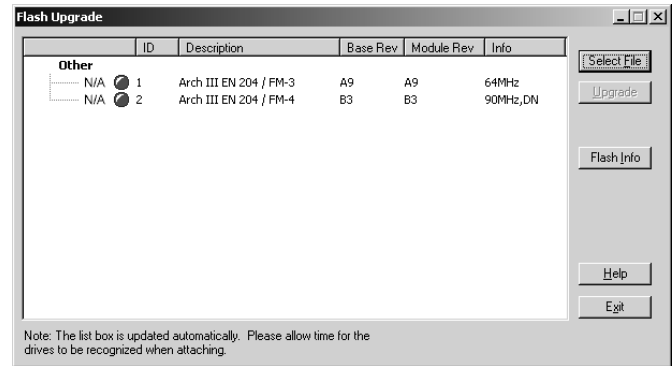 Flash Upgrade
ID Description Base Rev Module Rev Info
Other
N/A 1 Arch III EN 204 / FM-3 A9 A9 64MHz
N/A 2 Arch III EN 204 / FM-4 B3 B3 90MHz,DN
Select File
Upgrade
Flash Info
Help
Exit
Note: The list box is updated automatically. Please allow time for the
drives to be recognized when attaching.